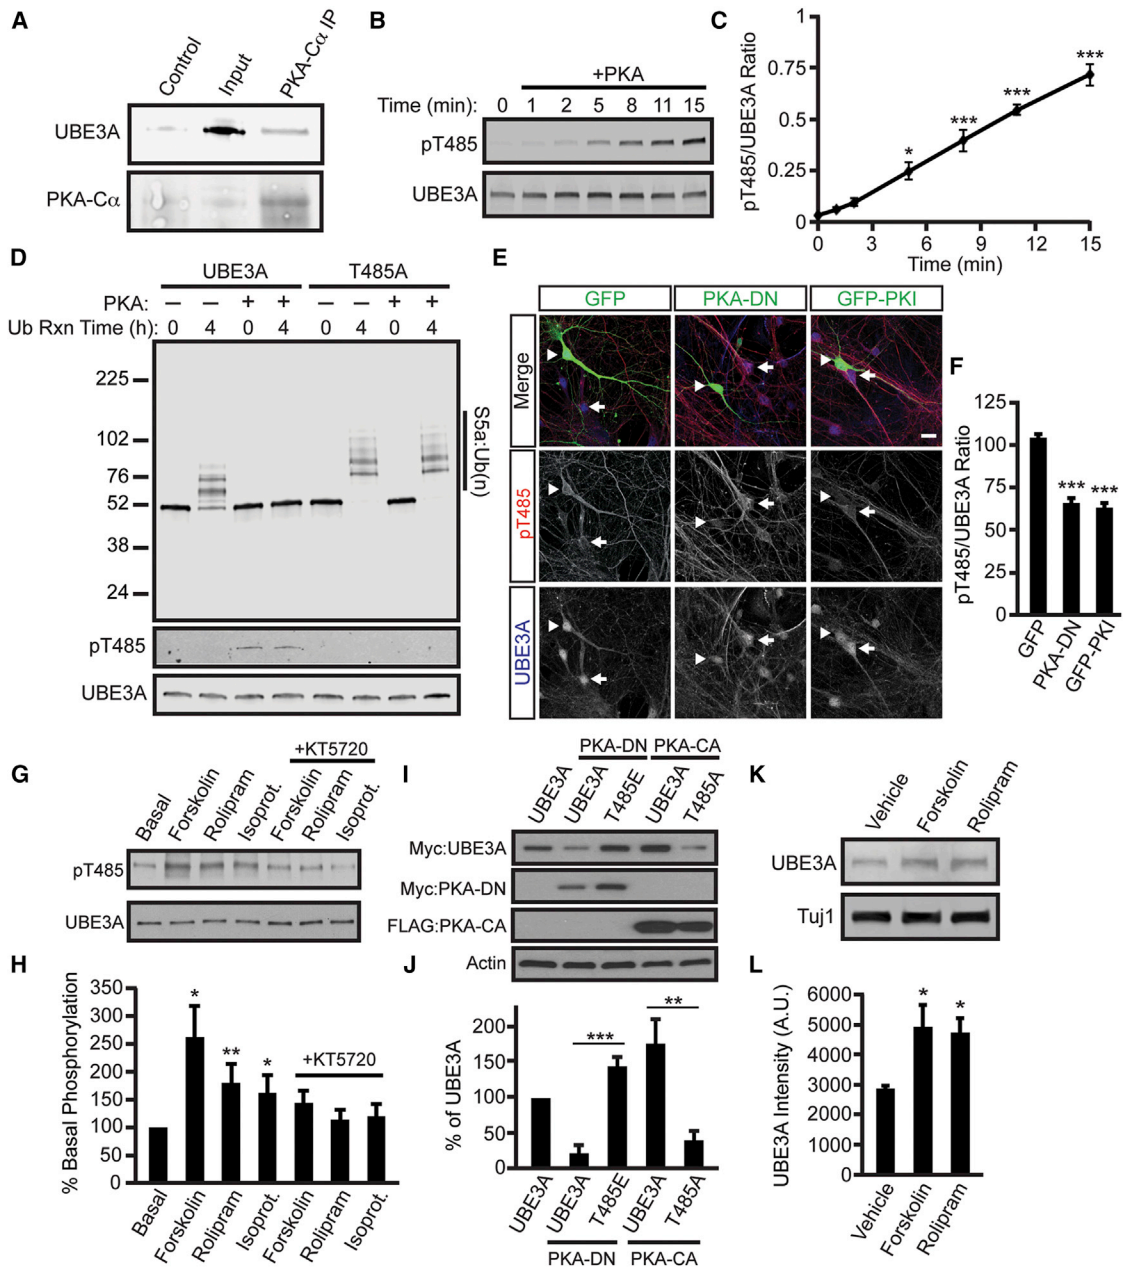 A
Control
Input
PKA-Cα IP
UBE3A
PKA-Cα
B
+PKA
Time (min): 0 1 2 5 8 11 15
pT485
UBE3A
C
pT485/UBE3A Ratio
1
0.75
0.5
0.25
0
* *** *** ***
0 3 6 9 12 15
Time (min)
D
UBE3A T485A
PKA: – – + + – – + +
Ub Rxn Time (h): 0 4 0 4 0 4 0 4
225
102
76
52
38
24
S5a:Ub(n)
pT485
UBE3A
E
GFP PKA-DN GFP-PKI
Merge
pT485
UBE3A
F
pT485/UBE3A Ratio
125
100
75
50
25
0
*** ***
GFP
PKA-DN
GFP-PKI
G
+KT5720
Basal
Forskolin
Rolipram
Isoprot.
Forskolin
Rolipram
Isoprot.
pT485
UBE3A
H
% Basal Phosphorylation
350
300
250
200
150
100
50
0
* ** *
+KT5720
Basal
Forskolin
Rolipram
Isoprot.
Forskolin
Rolipram
Isoprot.
I
PKA-DN PKA-CA
UBE3A
UBE3A
T485E
UBE3A
T485A
Myc:UBE3A
Myc:PKA-DN
FLAG:PKA-CA
Actin
J
% of UBE3A
200
150
100
50
0
*** **
UBE3A
UBE3A
T485E
UBE3A
T485A
PKA-DN PKA-CA
K
Vehicle
Forskolin
Rolipram
UBE3A
Tuj1
L
UBE3A Intensity (A.U.)
6000
5000
4000
3000
2000
1000
0
* *
Vehicle
Forskolin
Rolipram